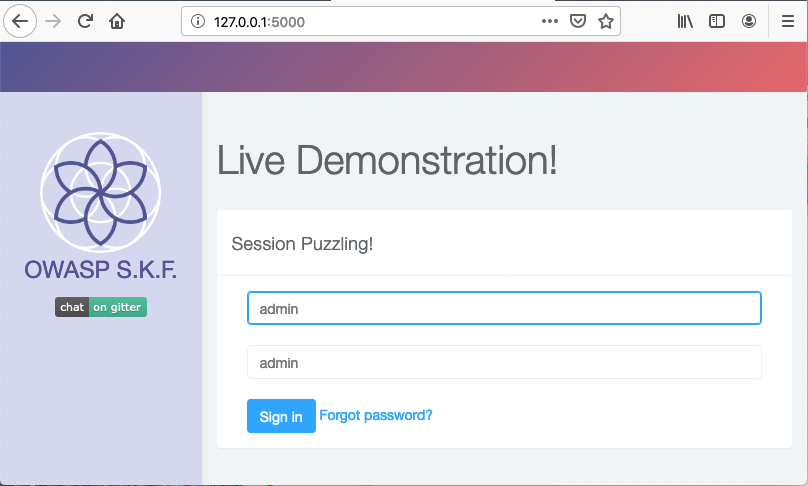 127.0.0.1:5000
Live Demonstration!
OWASP S.K.F.
chat on gitter
Session Puzzling!
admin
admin
Sign in Forgot password?